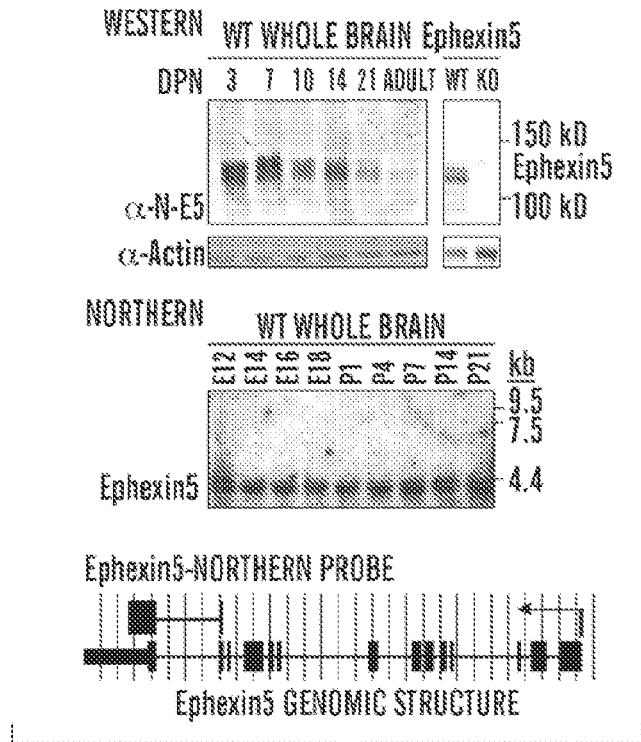 WESTERN WT WHOLE BRAIN Ephexin5
DPN 3 7 10 14 21 ADULT WT KO
150 kD
Ephexin5
α-N-E5 100 kD
α-Actin
NORTHERN WT WHOLE BRAIN
E12 E14 E16 E18 P1 P4 P7 P14 P21 kb
9.5
7.5
Ephexin5 4.4
Ephexin5-NORTHERN PROBE
Ephexin5 GENOMIC STRUCTURE